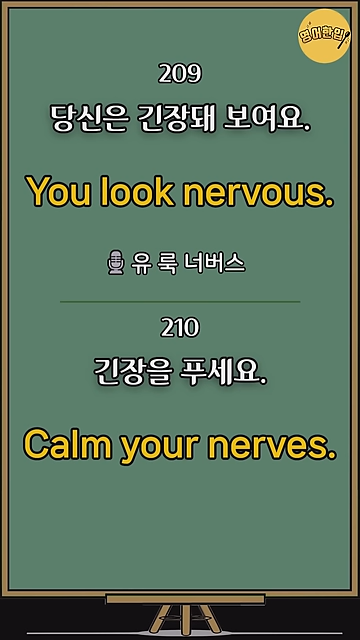 영어한입
209
당신은 긴장돼 보여요.
You look nervous.
유 룩 너버스
210
긴장을 푸세요.
Calm your nerves.